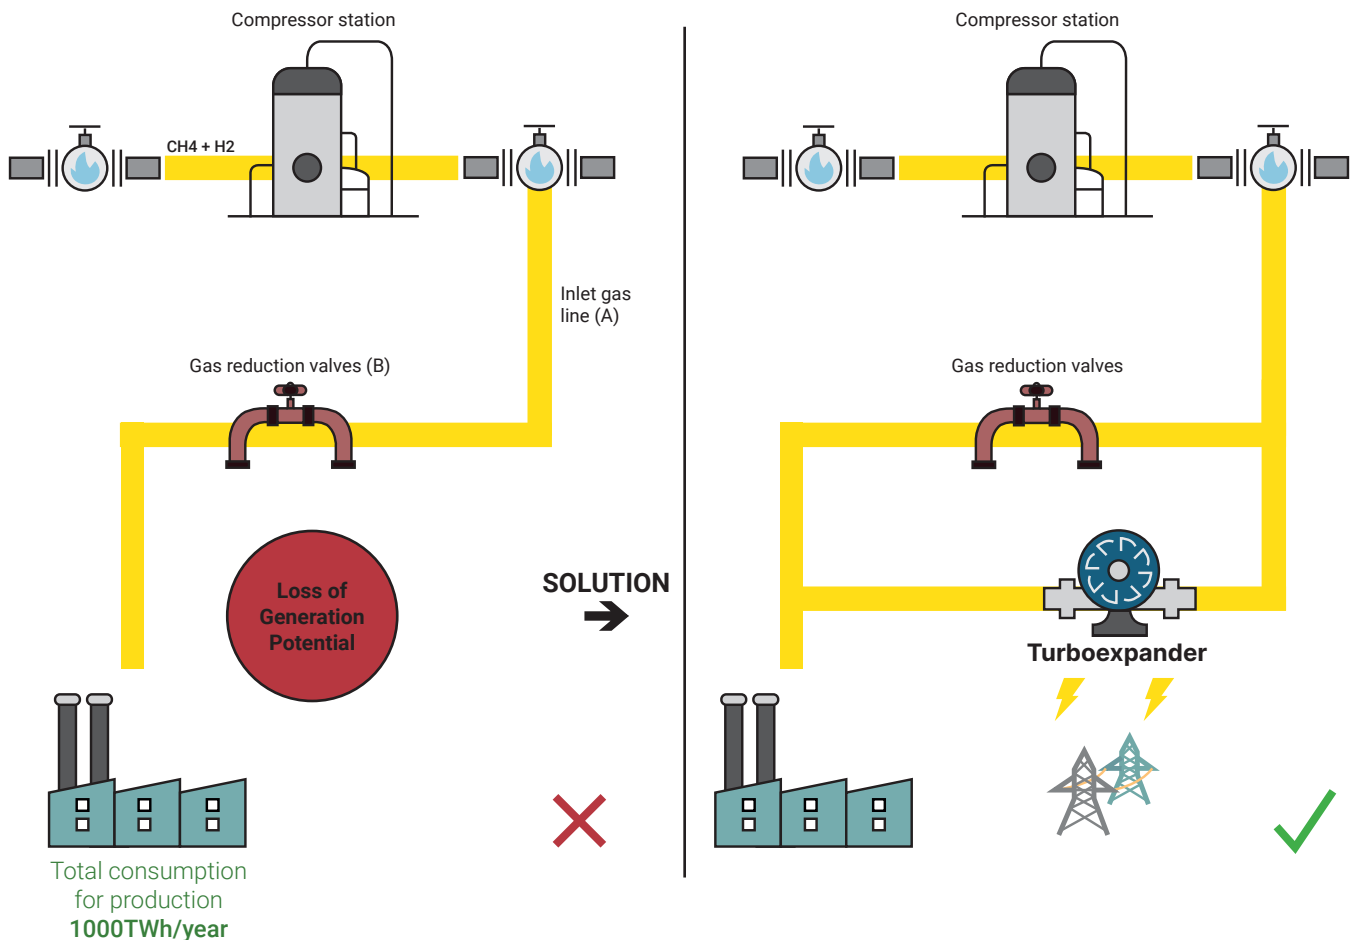 Compressor station
CH4 + H2
Inlet gas
line (A)
Gas reduction valves (B)
Loss of
Generation
Potential
Total consumption
for production
1000TWh/year
SOLUTION
Compressor station
Gas reduction valves
Turboexpander